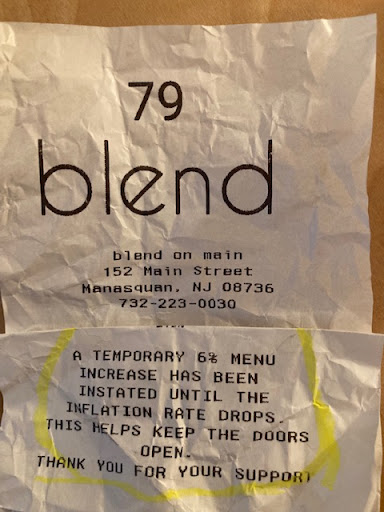 79
blend
blend on main
152 Main Street
Manasquan, NJ 08736
732-223-0030
A TEMPORARY 6% MENU
INCREASE HAS BEEN
INSTATED UNTIL THE
INFLATION RATE DROPS.
THIS HELPS KEEP THE DOORS
OPEN.
THANK YOU FOR YOUR SUPPORT